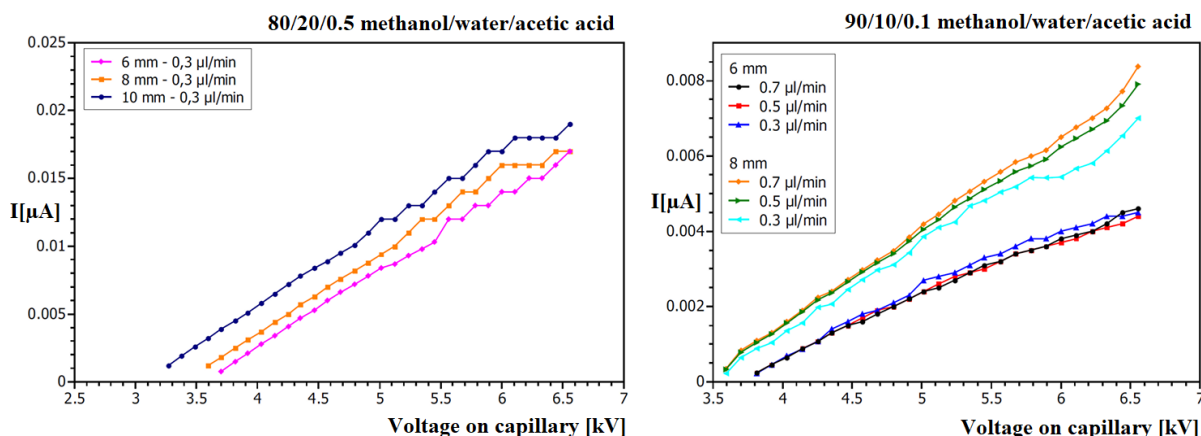 80/20/0.5 methanol/water/acetic acid
0.025
6 mm - 0,3 µl/min
8 mm - 0,3 µl/min
10 mm - 0,3 µl/min
0.02
0.015
I[µA]
0.01
0.005
0
2.5 3 3.5 4 4.5 5 5.5 6 6.5 7
Voltage on capillary [kV]
90/10/0.1 methanol/water/acetic acid
6 mm
0.7 µl/min
0.5 µl/min
0.3 µl/min
8 mm
0.7 µl/min
0.5 µl/min
0.3 µl/min
0.008
0.006
I[µA]
0.004
0.002
0
3.5 4 4.5 5 5.5 6 6.5 7
Voltage on capillary [kV]